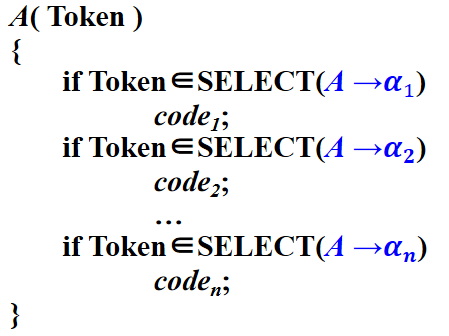 A( Token )
{
if Token∈SELECT(A →α₁)
code₁;
if Token∈SELECT(A →α₂)
code₂;
…
if Token∈SELECT(A →αₙ)
codeₙ;
}